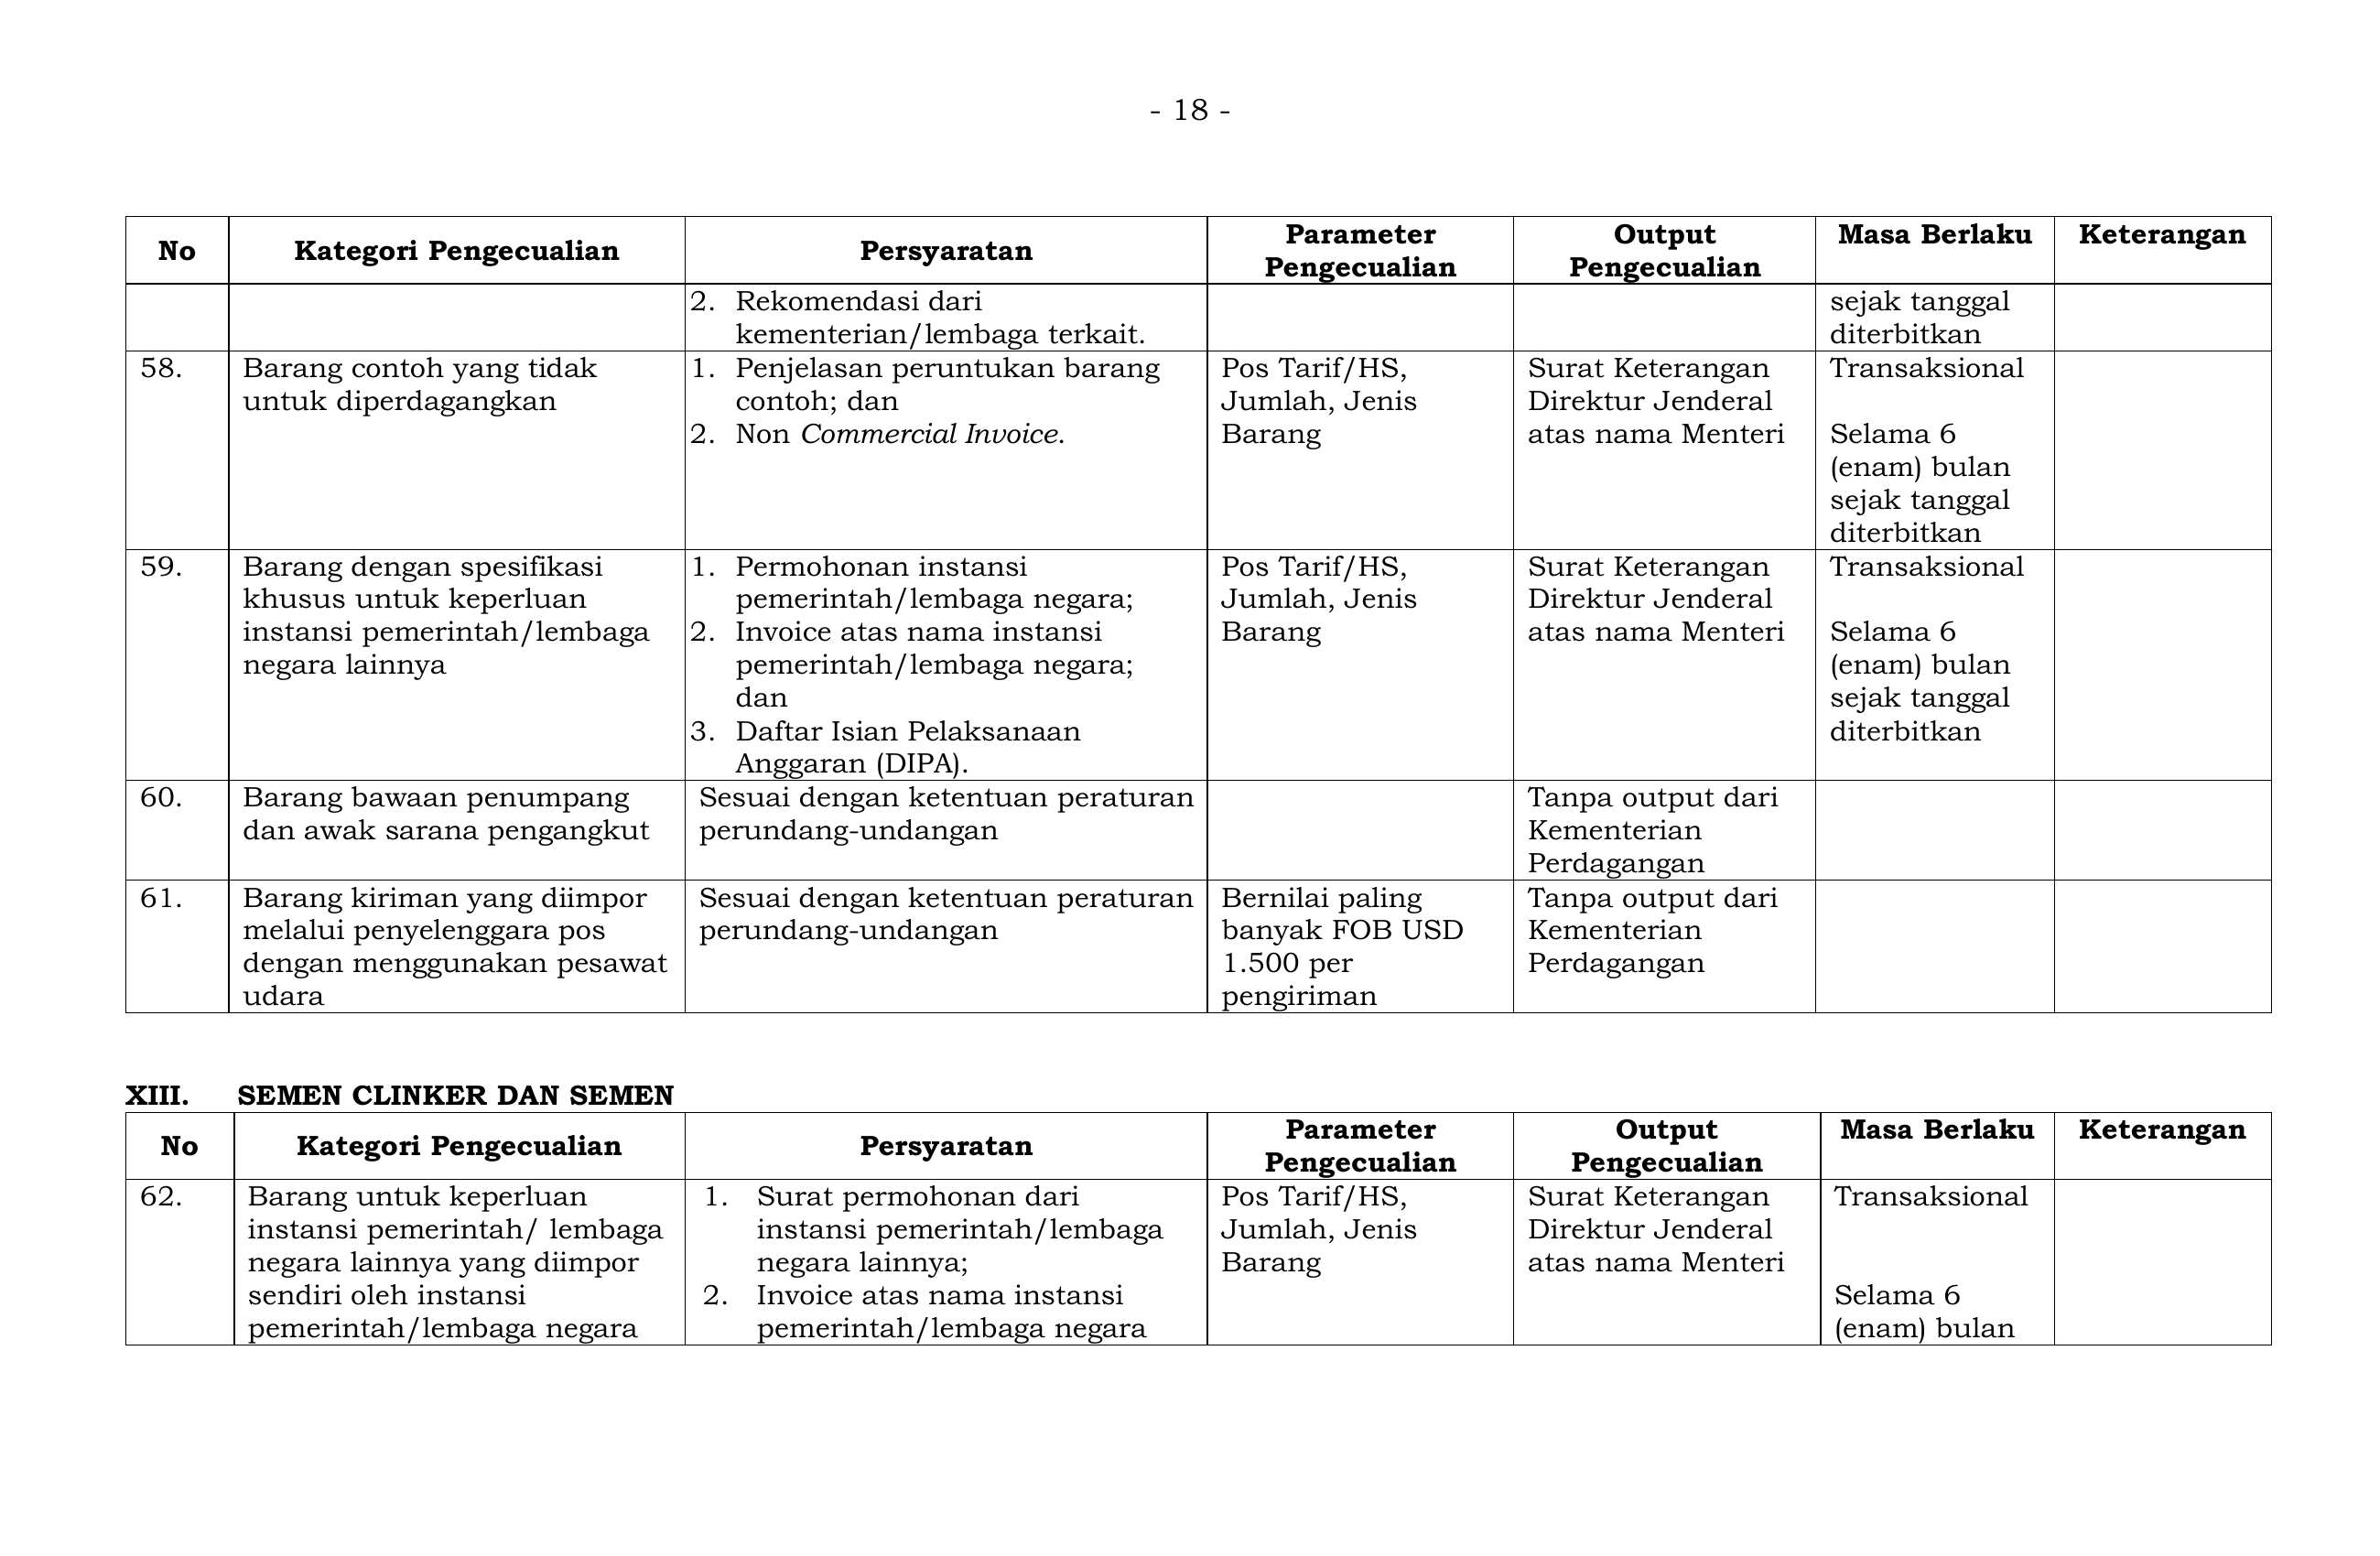 - 18 -
No
Kategori Pengecualian
Persyaratan
Parameter
Pengecualian
Output
Pengecualian
Masa Berlaku
Keterangan
2. Rekomendasi dari
kementerian/lembaga terkait.
sejak tanggal
diterbitkan
58.
Barang contoh yang tidak
untuk diperdagangkan
1. Penjelasan peruntukan barang
contoh; dan
2. Non Commercial Invoice.
Pos Tarif/HS,
Jumlah, Jenis
Barang
Surat Keterangan
Direktur Jenderal
atas nama Menteri
Transaksional
Selama 6
(enam) bulan
sejak tanggal
diterbitkan
59.
Barang dengan spesifikasi
khusus untuk keperluan
instansi pemerintah/lembaga
negara lainnya
1. Permohonan instansi
pemerintah/lembaga negara;
2. Invoice atas nama instansi
pemerintah/lembaga negara;
dan
3. Daftar Isian Pelaksanaan
Anggaran (DIPA).
Pos Tarif/HS,
Jumlah, Jenis
Barang
Surat Keterangan
Direktur Jenderal
atas nama Menteri
Transaksional
Selama 6
(enam) bulan
sejak tanggal
diterbitkan
60.
Barang bawaan penumpang
dan awak sarana pengangkut
Sesuai dengan ketentuan peraturan
perundang-undangan
Tanpa output dari
Kementerian
Perdagangan
61.
Barang kiriman yang diimpor
melalui penyelenggara pos
dengan menggunakan pesawat
udara
Sesuai dengan ketentuan peraturan
perundang-undangan
Bernilai paling
banyak FOB USD
1.500 per
pengiriman
Tanpa output dari
Kementerian
Perdagangan
XIII. SEMEN CLINKER DAN SEMEN
No
Kategori Pengecualian
Persyaratan
Parameter
Pengecualian
Output
Pengecualian
Masa Berlaku
Keterangan
62.
Barang untuk keperluan
instansi pemerintah/ lembaga
negara lainnya yang diimpor
sendiri oleh instansi
pemerintah/lembaga negara
1. Surat permohonan dari
instansi pemerintah/lembaga
negara lainnya;
2. Invoice atas nama instansi
pemerintah/lembaga negara
Pos Tarif/HS,
Jumlah, Jenis
Barang
Surat Keterangan
Direktur Jenderal
atas nama Menteri
Transaksional
Selama 6
(enam) bulan